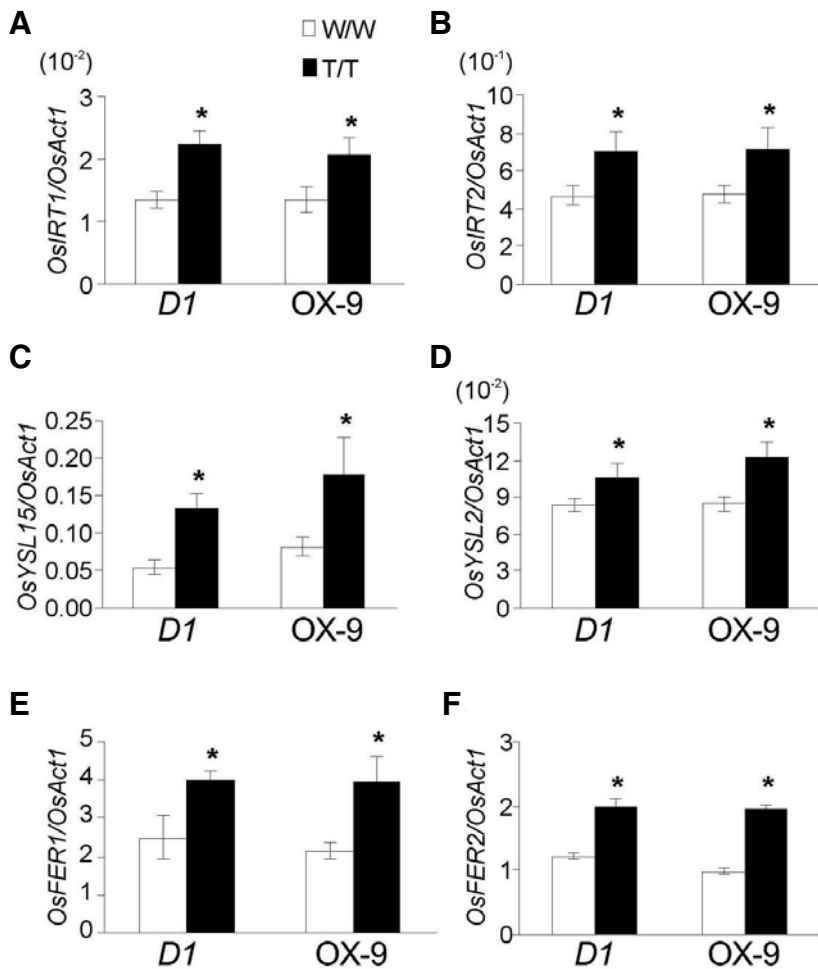 A
(10-2)
W/W
T/T
OsIRT1/OsAct1
3
2
1
0
*
*
D1
OX-9
B
(10-1)
OsIRT2/OsAct1
10
8
6
4
2
0
*
*
D1
OX-9
C
OsYSL15/OsAct1
0.25
0.20
0.15
0.10
0.05
0.00
*
*
D1
OX-9
D
(10-2)
OsYSL2/OsAct1
15
12
9
6
3
0
*
*
D1
OX-9
E
OsFER1/OsAct1
5
4
3
2
1
0
*
*
D1
OX-9
F
OsFER2/OsAct1
3
2
1
0
*
*
D1
OX-9